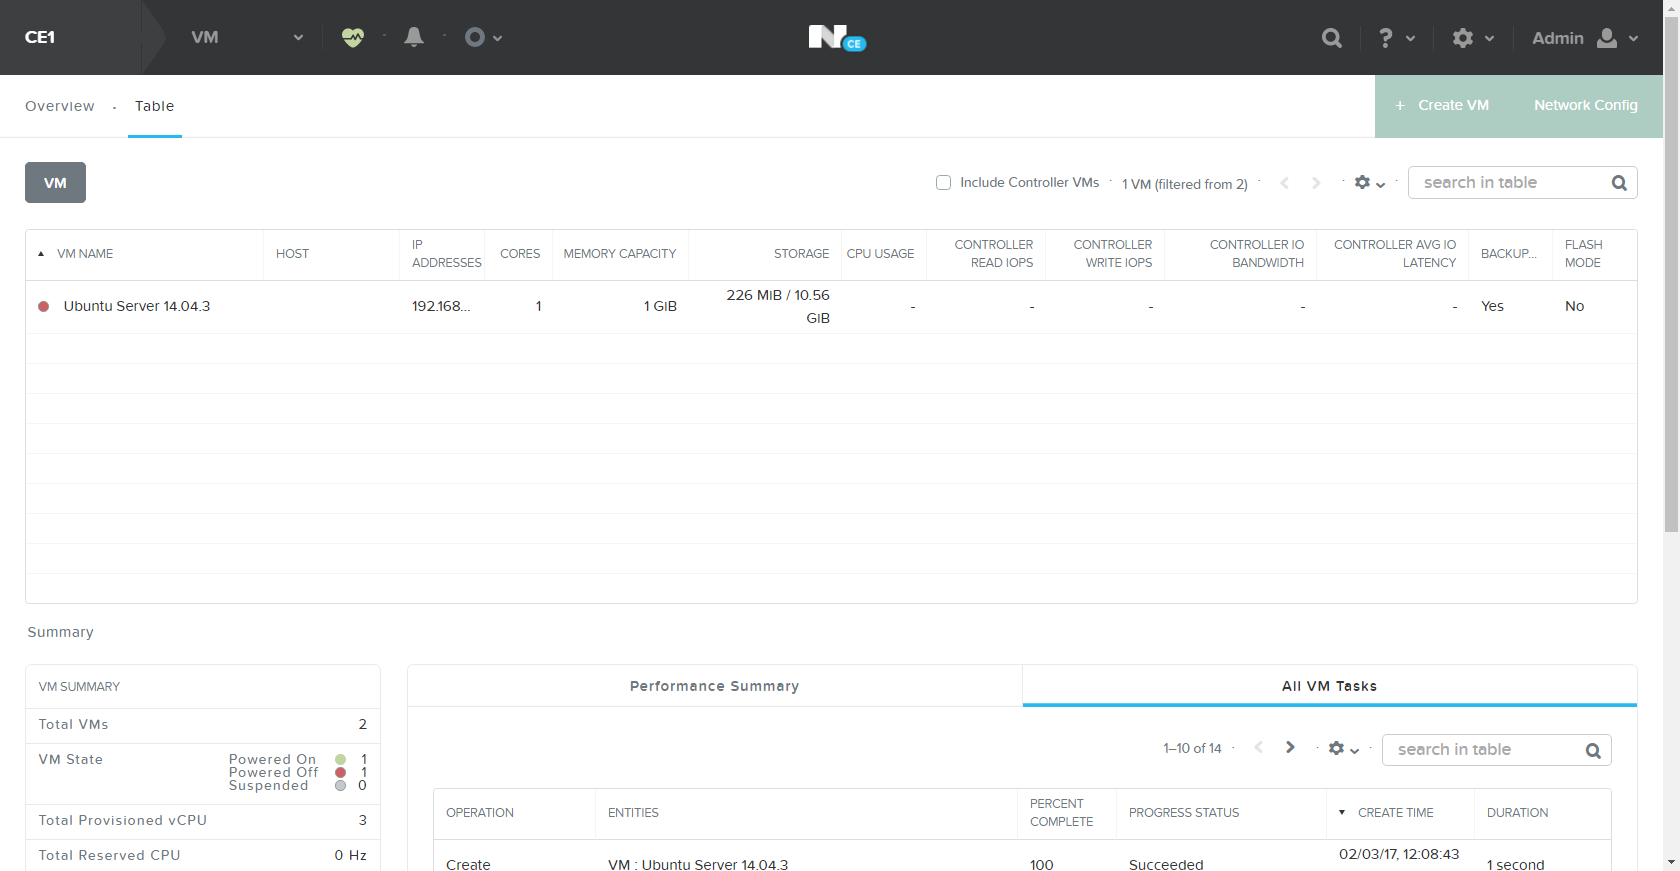 CE1 VM Admin
N CE
Overview · Table + Create VM Network Config
VM Include Controller VMs · 1 VM (filtered from 2) · search in table
VM NAME HOST IP ADDRESSES CORES MEMORY CAPACITY STORAGE CPU USAGE CONTROLLER READ IOPS CONTROLLER WRITE IOPS CONTROLLER IO BANDWIDTH CONTROLLER AVG IO LATENCY BACKUP... FLASH MODE
Ubuntu Server 14.04.3 192.168... 1 1 GiB 226 MiB / 10.56 GiB - - - - - Yes No
Summary
VM SUMMARY
Total VMs 2
VM State Powered On 1
Powered Off 1
Suspended 0
Total Provisioned vCPU 3
Total Reserved CPU 0 Hz
Performance Summary All VM Tasks
1–10 of 14 · search in table
OPERATION ENTITIES PERCENT COMPLETE PROGRESS STATUS CREATE TIME DURATION
Create VM : Ubuntu Server 14.04.3 100 Succeeded 02/03/17, 12:08:43 1 second